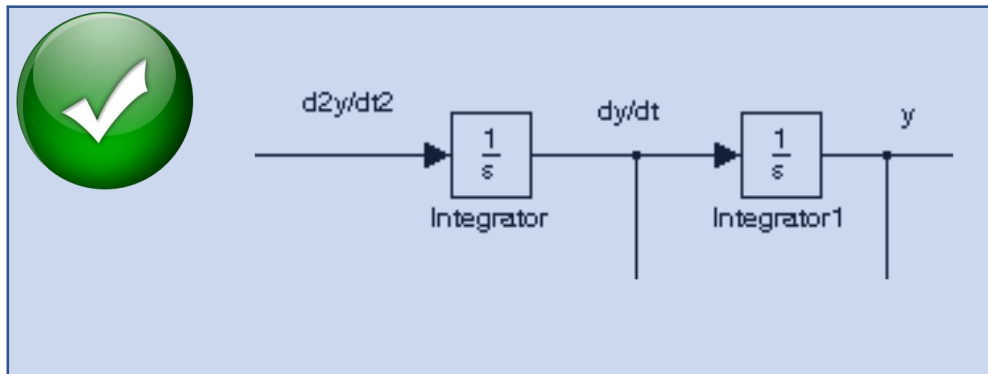 d2y/dt2
dy/dt
y
1
s
1
s
Integrator
Integrator1